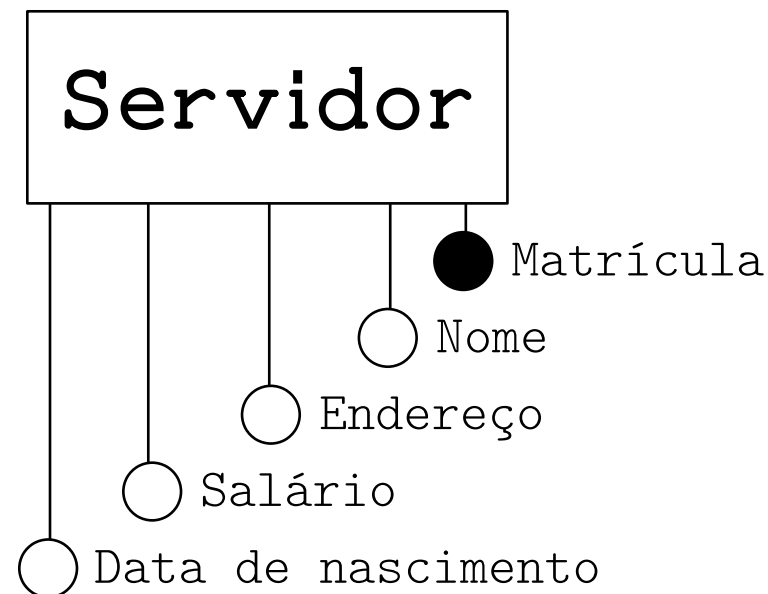 Servidor
Matrícula
Nome
Endereço
Salário
Data de nascimento